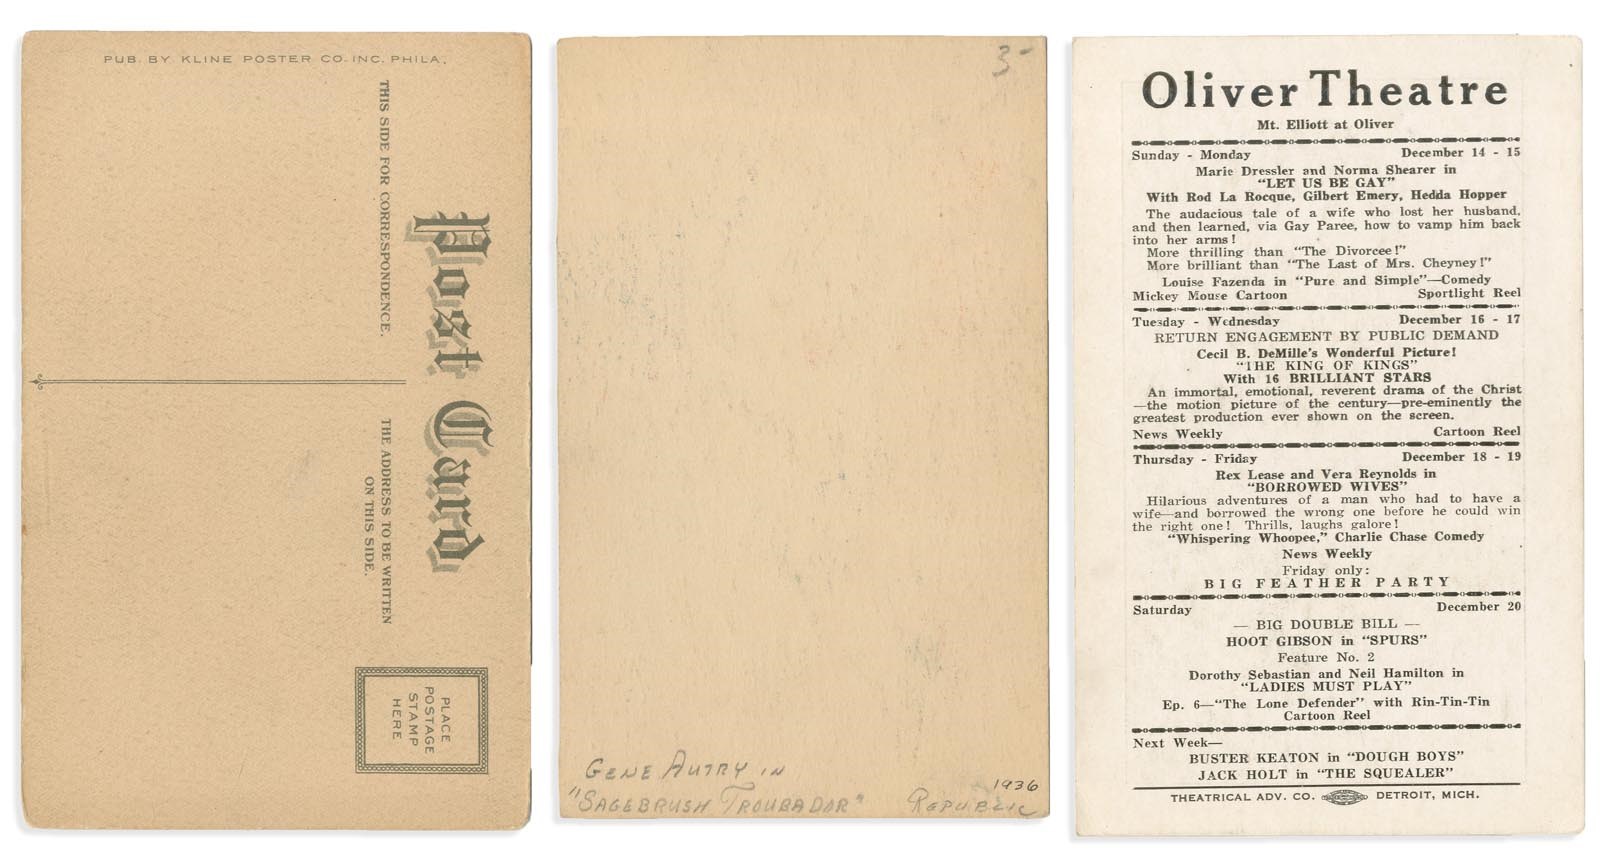 PUB. BY KLINE POSTER CO. INC. PHILA.
THIS SIDE FOR CORRESPONDENCE.
Post Card
THE ADDRESS TO BE WRITTEN
ON THIS SIDE.
PLACE
POSTAGE
STAMP
HERE
3-
GENE AUTRY IN
"SAGEBRUSH TROUBADOR" REPUBLIC
1936
Oliver Theatre
Mt. Elliott at Oliver
Sunday - Monday December 14 - 15
Marie Dressler and Norma Shearer in
"LET US BE GAY"
With Rod La Rocque, Gilbert Emery, Hedda Hopper
The audacious tale of a wife who lost her husband,
and then learned, via Gay Paree, how to vamp him back
into her arms!
More thrilling than "The Divorcee!"
More brilliant than "The Last of Mrs. Cheyney!"
Louise Fazenda in "Pure and Simple"—Comedy
Mickey Mouse Cartoon Sportlight Reel
Tuesday - Wednesday December 16 - 17
RETURN ENGAGEMENT BY PUBLIC DEMAND
Cecil B. DeMille's Wonderful Picture!
"THE KING OF KINGS"
With 16 BRILLIANT STARS
An immortal, emotional, reverent drama of the Christ
—the motion picture of the century—pre-eminently the
greatest production ever shown on the screen.
News Weekly Cartoon Reel
Thursday - Friday December 18 - 19
Rex Lease and Vera Reynolds in
"BORROWED WIVES"
Hilarious adventures of a man who had to have a
wife—and borrowed the wrong one before he could win
the right one! Thrills, laughs galore!
"Whispering Whoopee," Charlie Chase Comedy
News Weekly
Friday only:
BIG FEATHER PARTY
Saturday December 20
— BIG DOUBLE BILL —
HOOT GIBSON in "SPURS"
Feature No. 2
Dorothy Sebastian and Neil Hamilton in
"LADIES MUST PLAY"
Ep. 6—"The Lone Defender" with Rin-Tin-Tin
Cartoon Reel
Next Week—
BUSTER KEATON in "DOUGH BOYS"
JACK HOLT in "THE SQUEALER"
THEATRICAL ADV. CO. DETROIT, MICH.